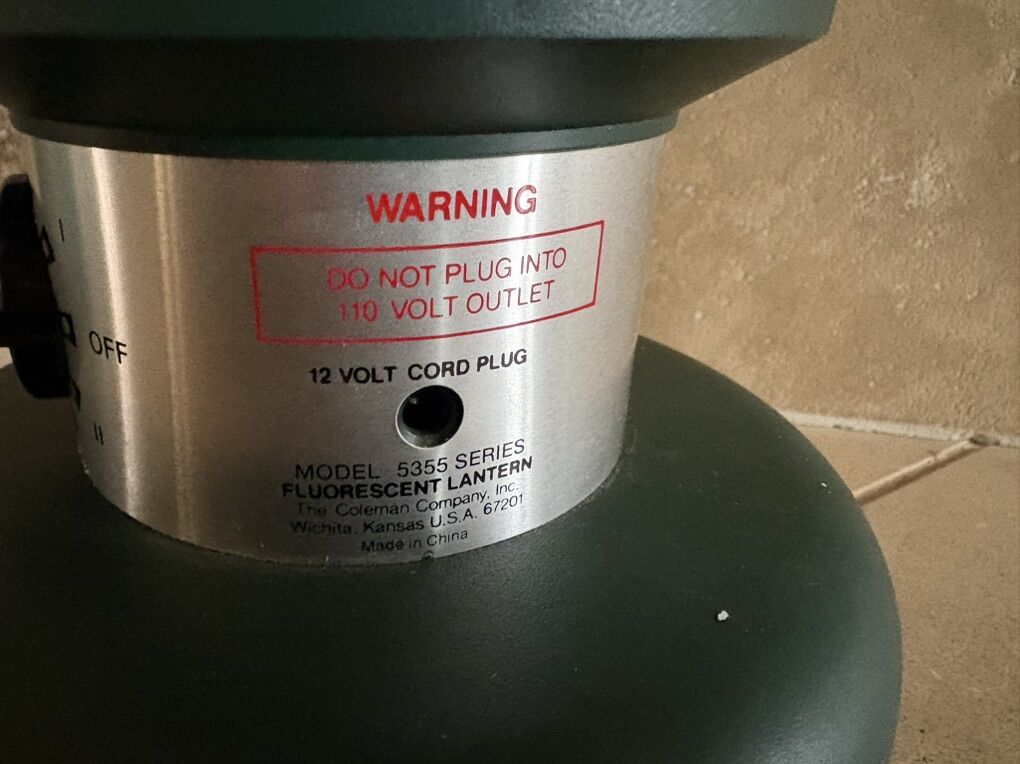 WARNING
DO NOT PLUG INTO
110 VOLT OUTLET
12 VOLT CORD PLUG
MODEL 5355 SERIES
FLUORESCENT LANTERN
The Coleman Company, Inc.
Wichita, Kansas U.S.A. 67201
Made in China
I
OFF
II